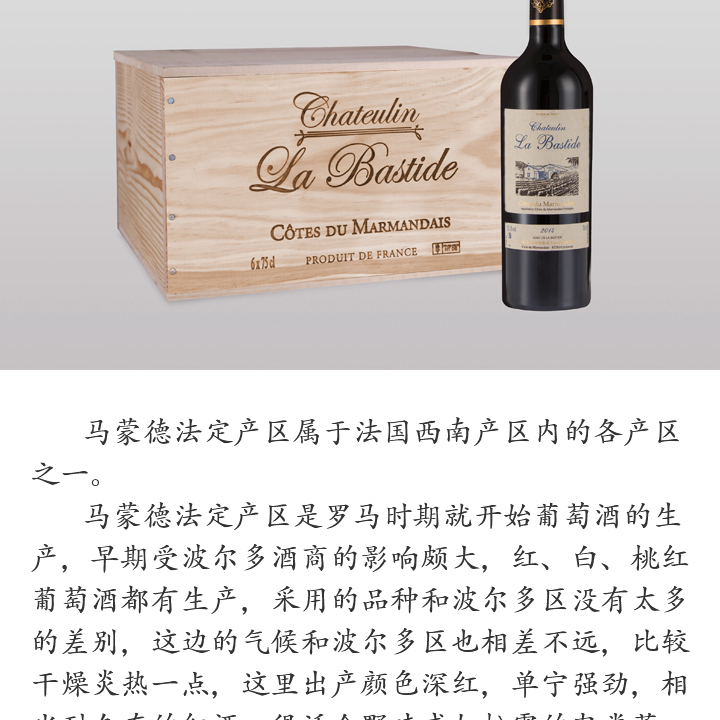 Chateulin
La Bastide
CÔTES DU MARMANDAIS
6 x 75 cl
PRODUIT DE FRANCE
Chateulin
La Bastide
2012
马蒙德法定产区属于法国西南产区内的各产区
之一。
马蒙德法定产区是罗马时期就开始葡萄酒的生
产，早期受波尔多酒商的影响颇大，红、白、桃红
葡萄酒都有生产，采用的品种和波尔多区没有太多
的差别，这边的气候和波尔多区也相差不远，比较
干燥炎热一点，这里出产颜色深红，单宁强劲，相